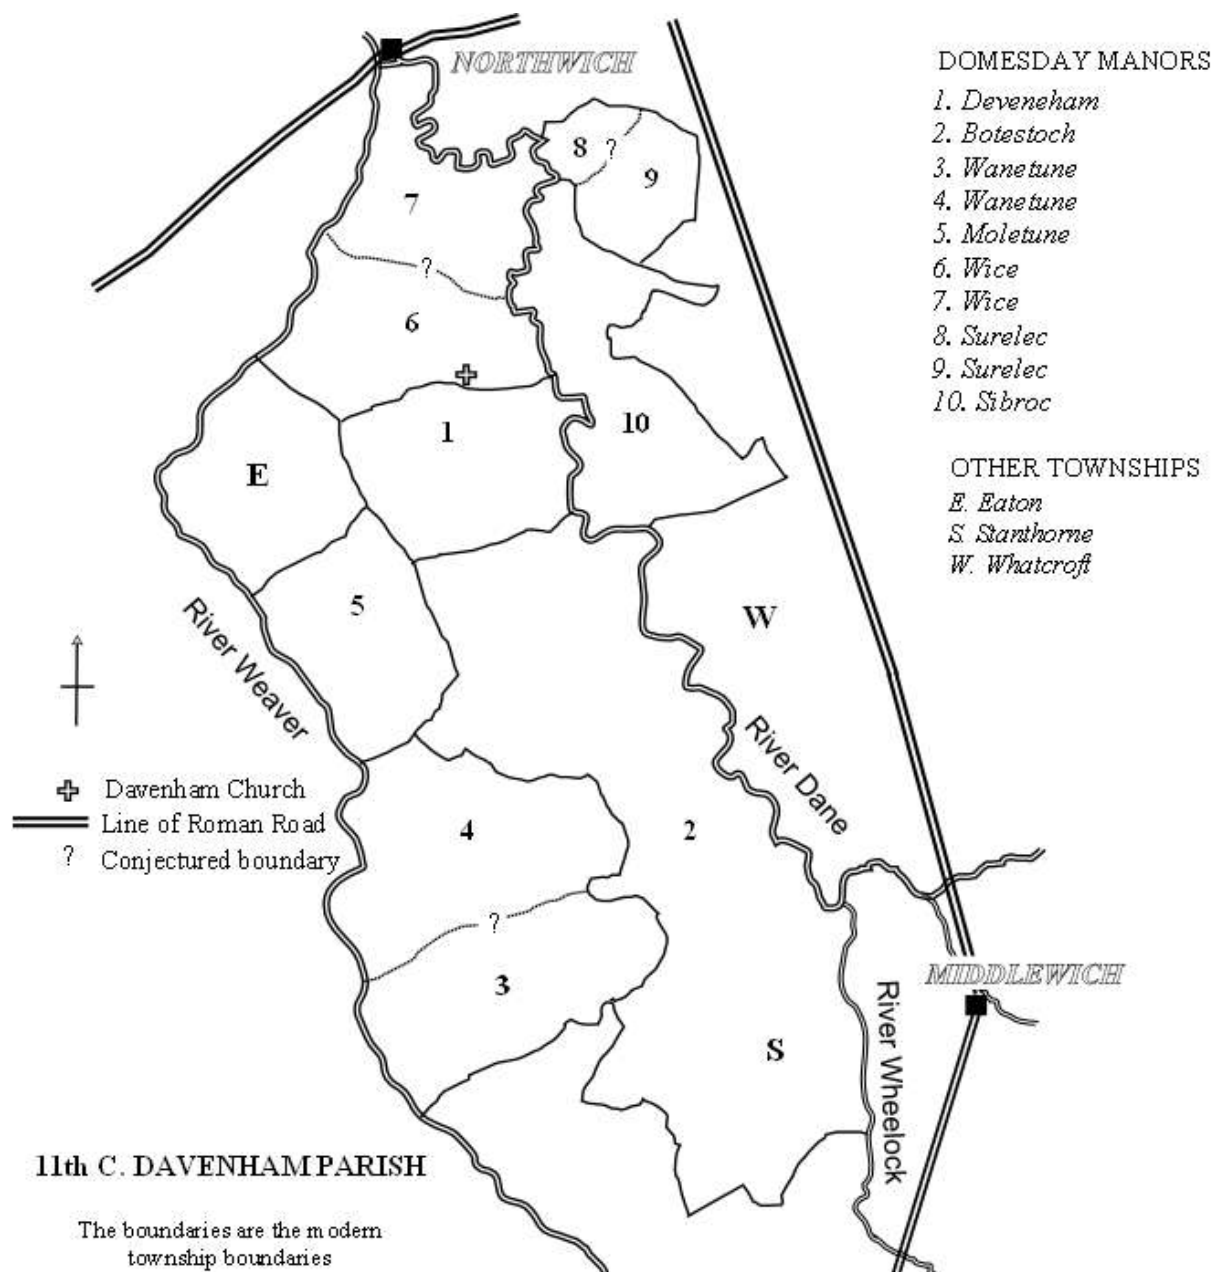 NORTHWICH
DOMESDAY MANORS
1. Deveneham
2. Botestoch
3. Wanetune
4. Wanetune
5. Moletune
6. Wice
7. Wice
8. Surelec
9. Surelec
10. Sibroc
OTHER TOWNSHIPS
E. Eaton
S. Stanthorne
W. Whatcroft
8
?
9
7
?
6
1
10
E
5
W
River Weaver
River Dane
Davenham Church
Line of Roman Road
? Conjectured boundary
4
2
?
3
MIDDLEWICH
S
River Wheelock
11th C. DAVENHAM PARISH
The boundaries are the modern
township boundaries